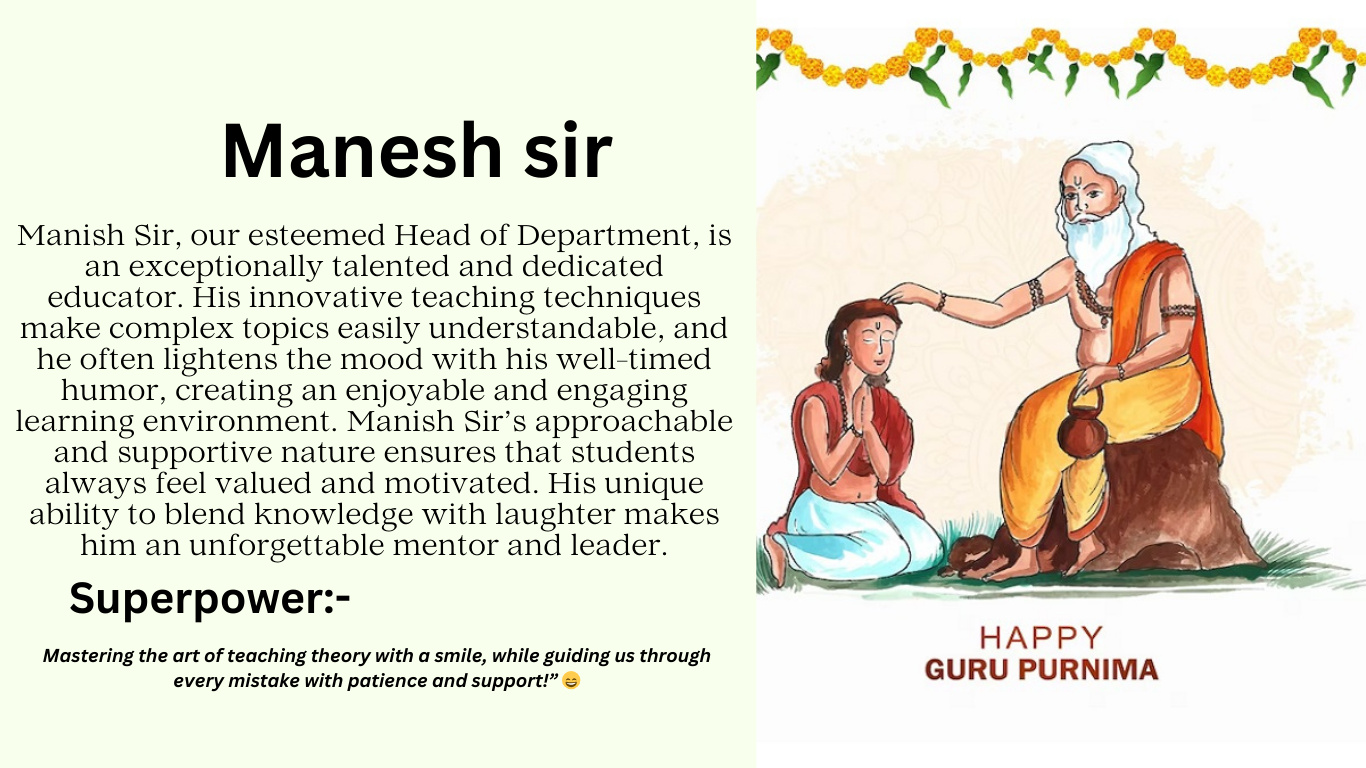 Manesh sir
Manish Sir, our esteemed Head of Department, is
an exceptionally talented and dedicated
educator. His innovative teaching techniques
make complex topics easily understandable, and
he often lightens the mood with his well-timed
humor, creating an enjoyable and engaging
learning environment. Manish Sir’s approachable
and supportive nature ensures that students
always feel valued and motivated. His unique
ability to blend knowledge with laughter makes
him an unforgettable mentor and leader.
Superpower:-
Mastering the art of teaching theory with a smile, while guiding us through
every mistake with patience and support!” 😄
HAPPY
GURU PURNIMA